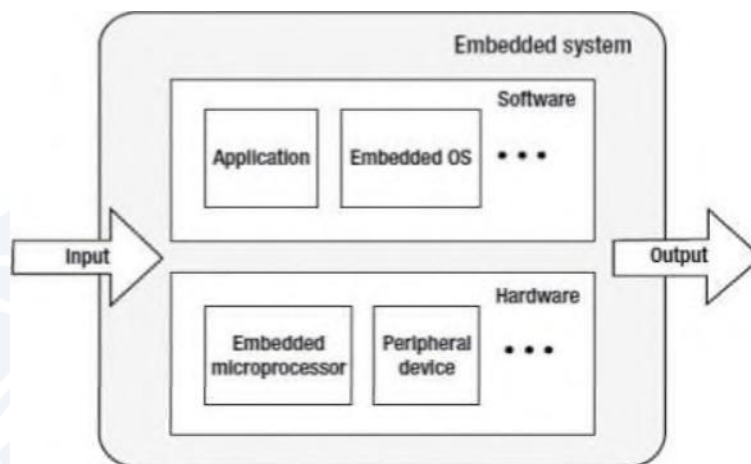 Embedded system
Software
Application
Embedded OS
• • •
Input
Output
Hardware
Embedded
microprocessor
Peripheral
device
• • •